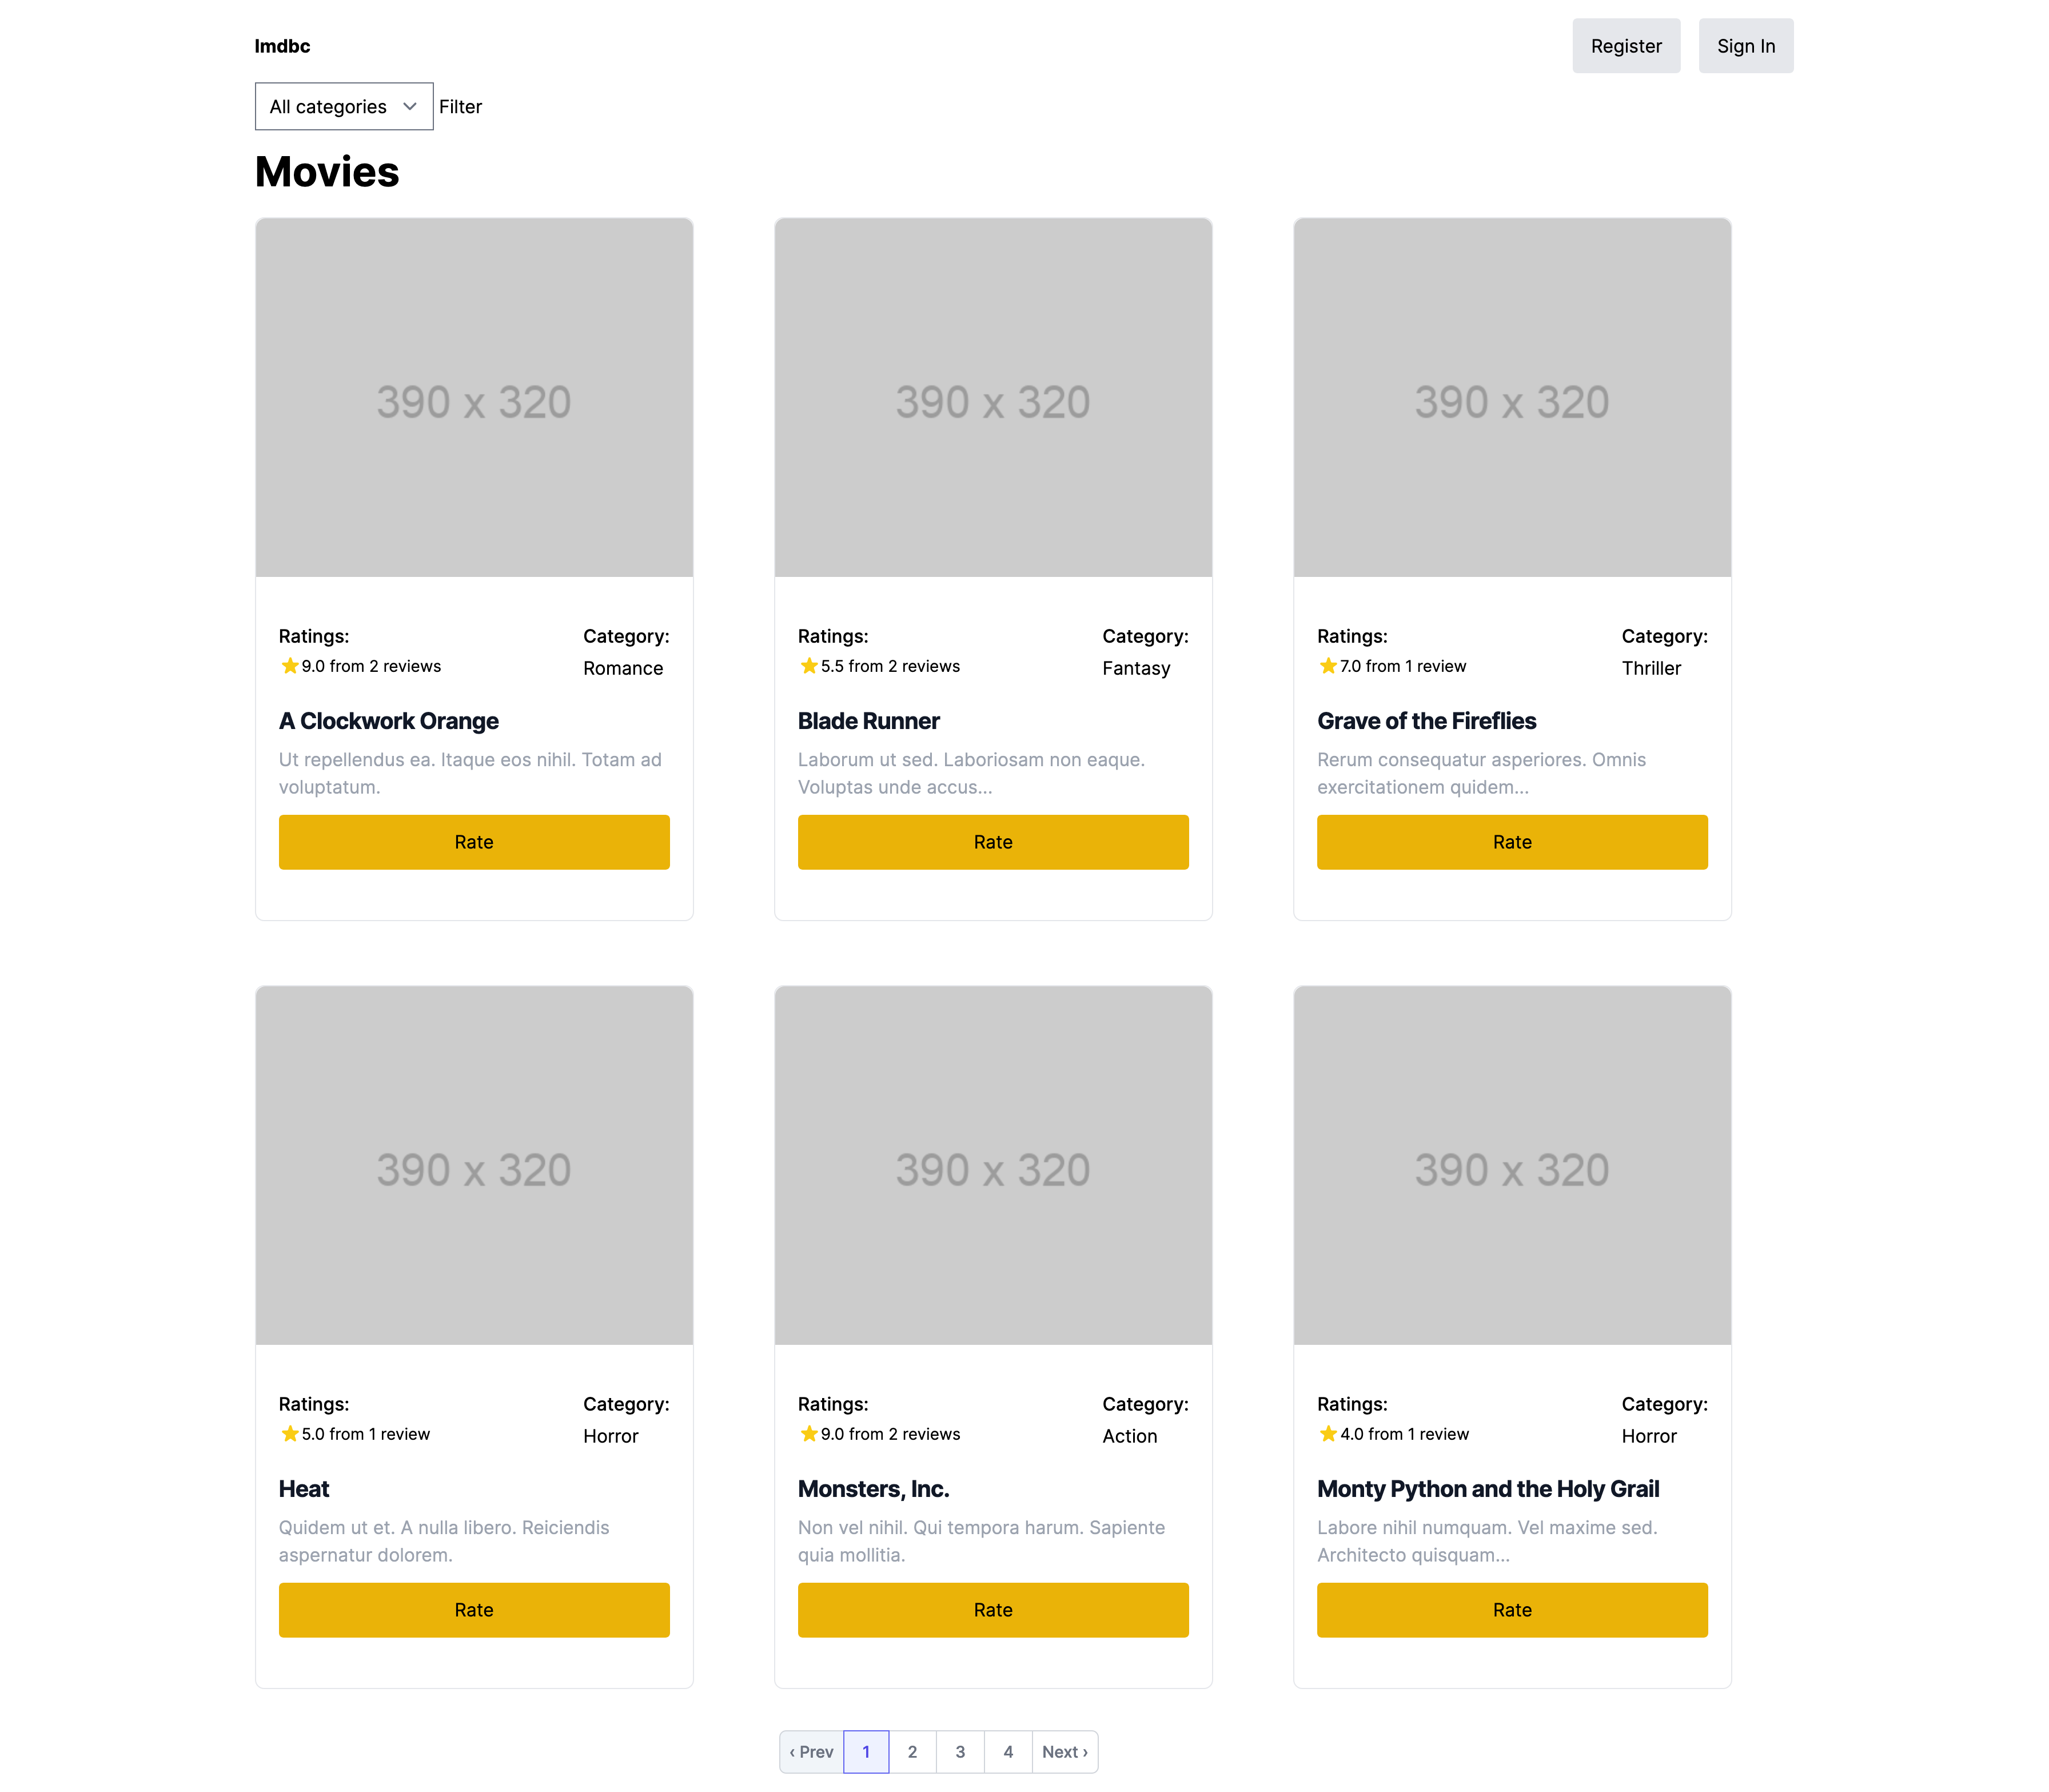 Imdbc
Register
Sign In
All categories
Filter
Movies
390 x 320
390 x 320
390 x 320
Ratings:
9.0 from 2 reviews
Category:
Romance
A Clockwork Orange
Ut repellendus ea. Itaque eos nihil. Totam ad
voluptatum.
Rate
Ratings:
5.5 from 2 reviews
Category:
Fantasy
Blade Runner
Laborum ut sed. Laboriosam non eaque.
Voluptas unde accus...
Rate
Ratings:
7.0 from 1 review
Category:
Thriller
Grave of the Fireflies
Rerum consequatur asperiores. Omnis
exercitationem quidem...
Rate
390 x 320
390 x 320
390 x 320
Ratings:
5.0 from 1 review
Category:
Horror
Heat
Quidem ut et. A nulla libero. Reiciendis
aspernatur dolorem.
Rate
Ratings:
9.0 from 2 reviews
Category:
Action
Monsters, Inc.
Non vel nihil. Qui tempora harum. Sapiente
quia mollitia.
Rate
Ratings:
4.0 from 1 review
Category:
Horror
Monty Python and the Holy Grail
Labore nihil numquam. Vel maxime sed.
Architecto quisquam...
Rate
‹ Prev 1 2 3 4 Next ›